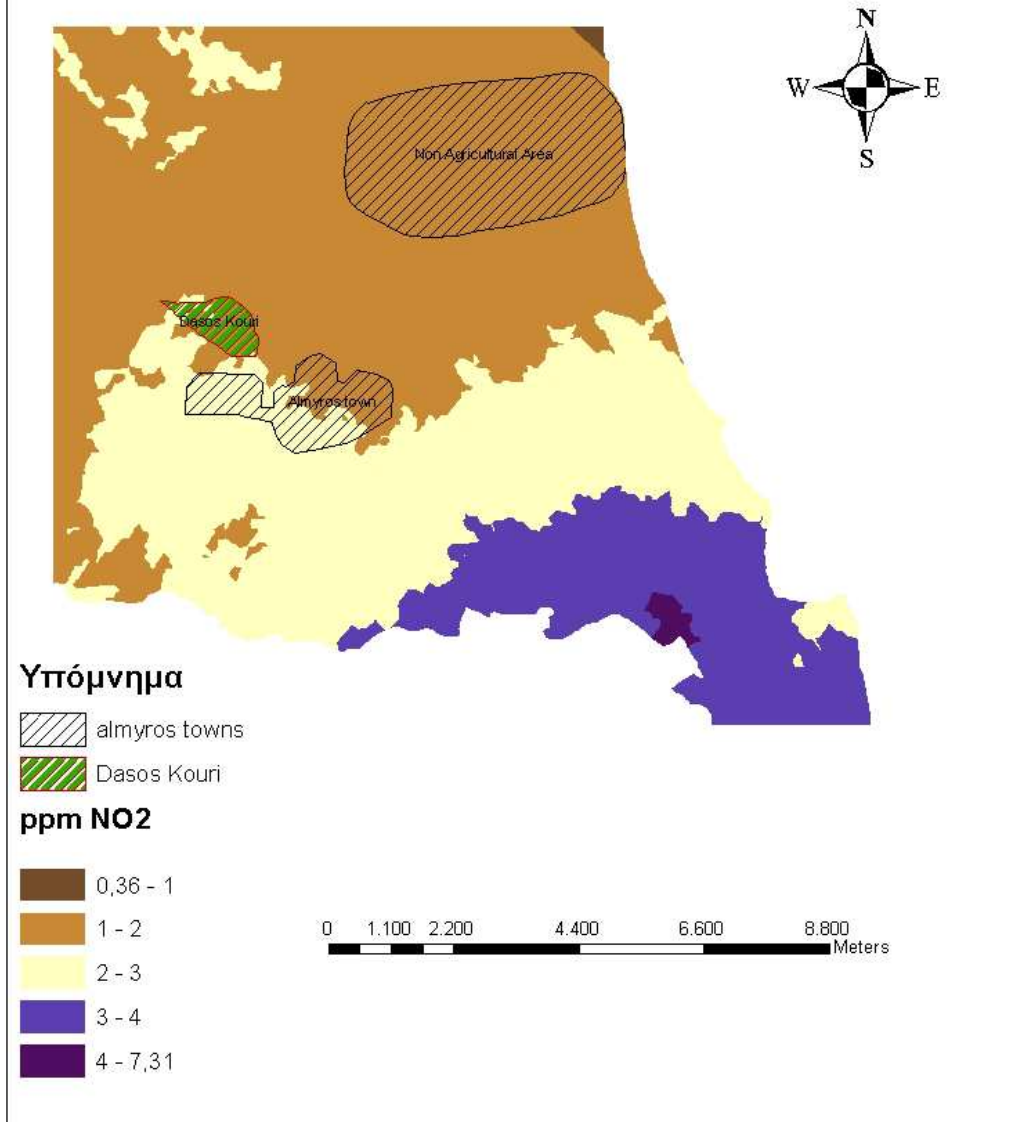 N
W E
S
Non Agricultural Area
Dasos Kouri
Almyros town
Υπόμνημα
almyros towns
Dasos Kouri
ppm NO2
0,36 - 1
1 - 2
2 - 3
3 - 4
4 - 7,31
0 1.100 2.200 4.400 6.600 8.800
Meters